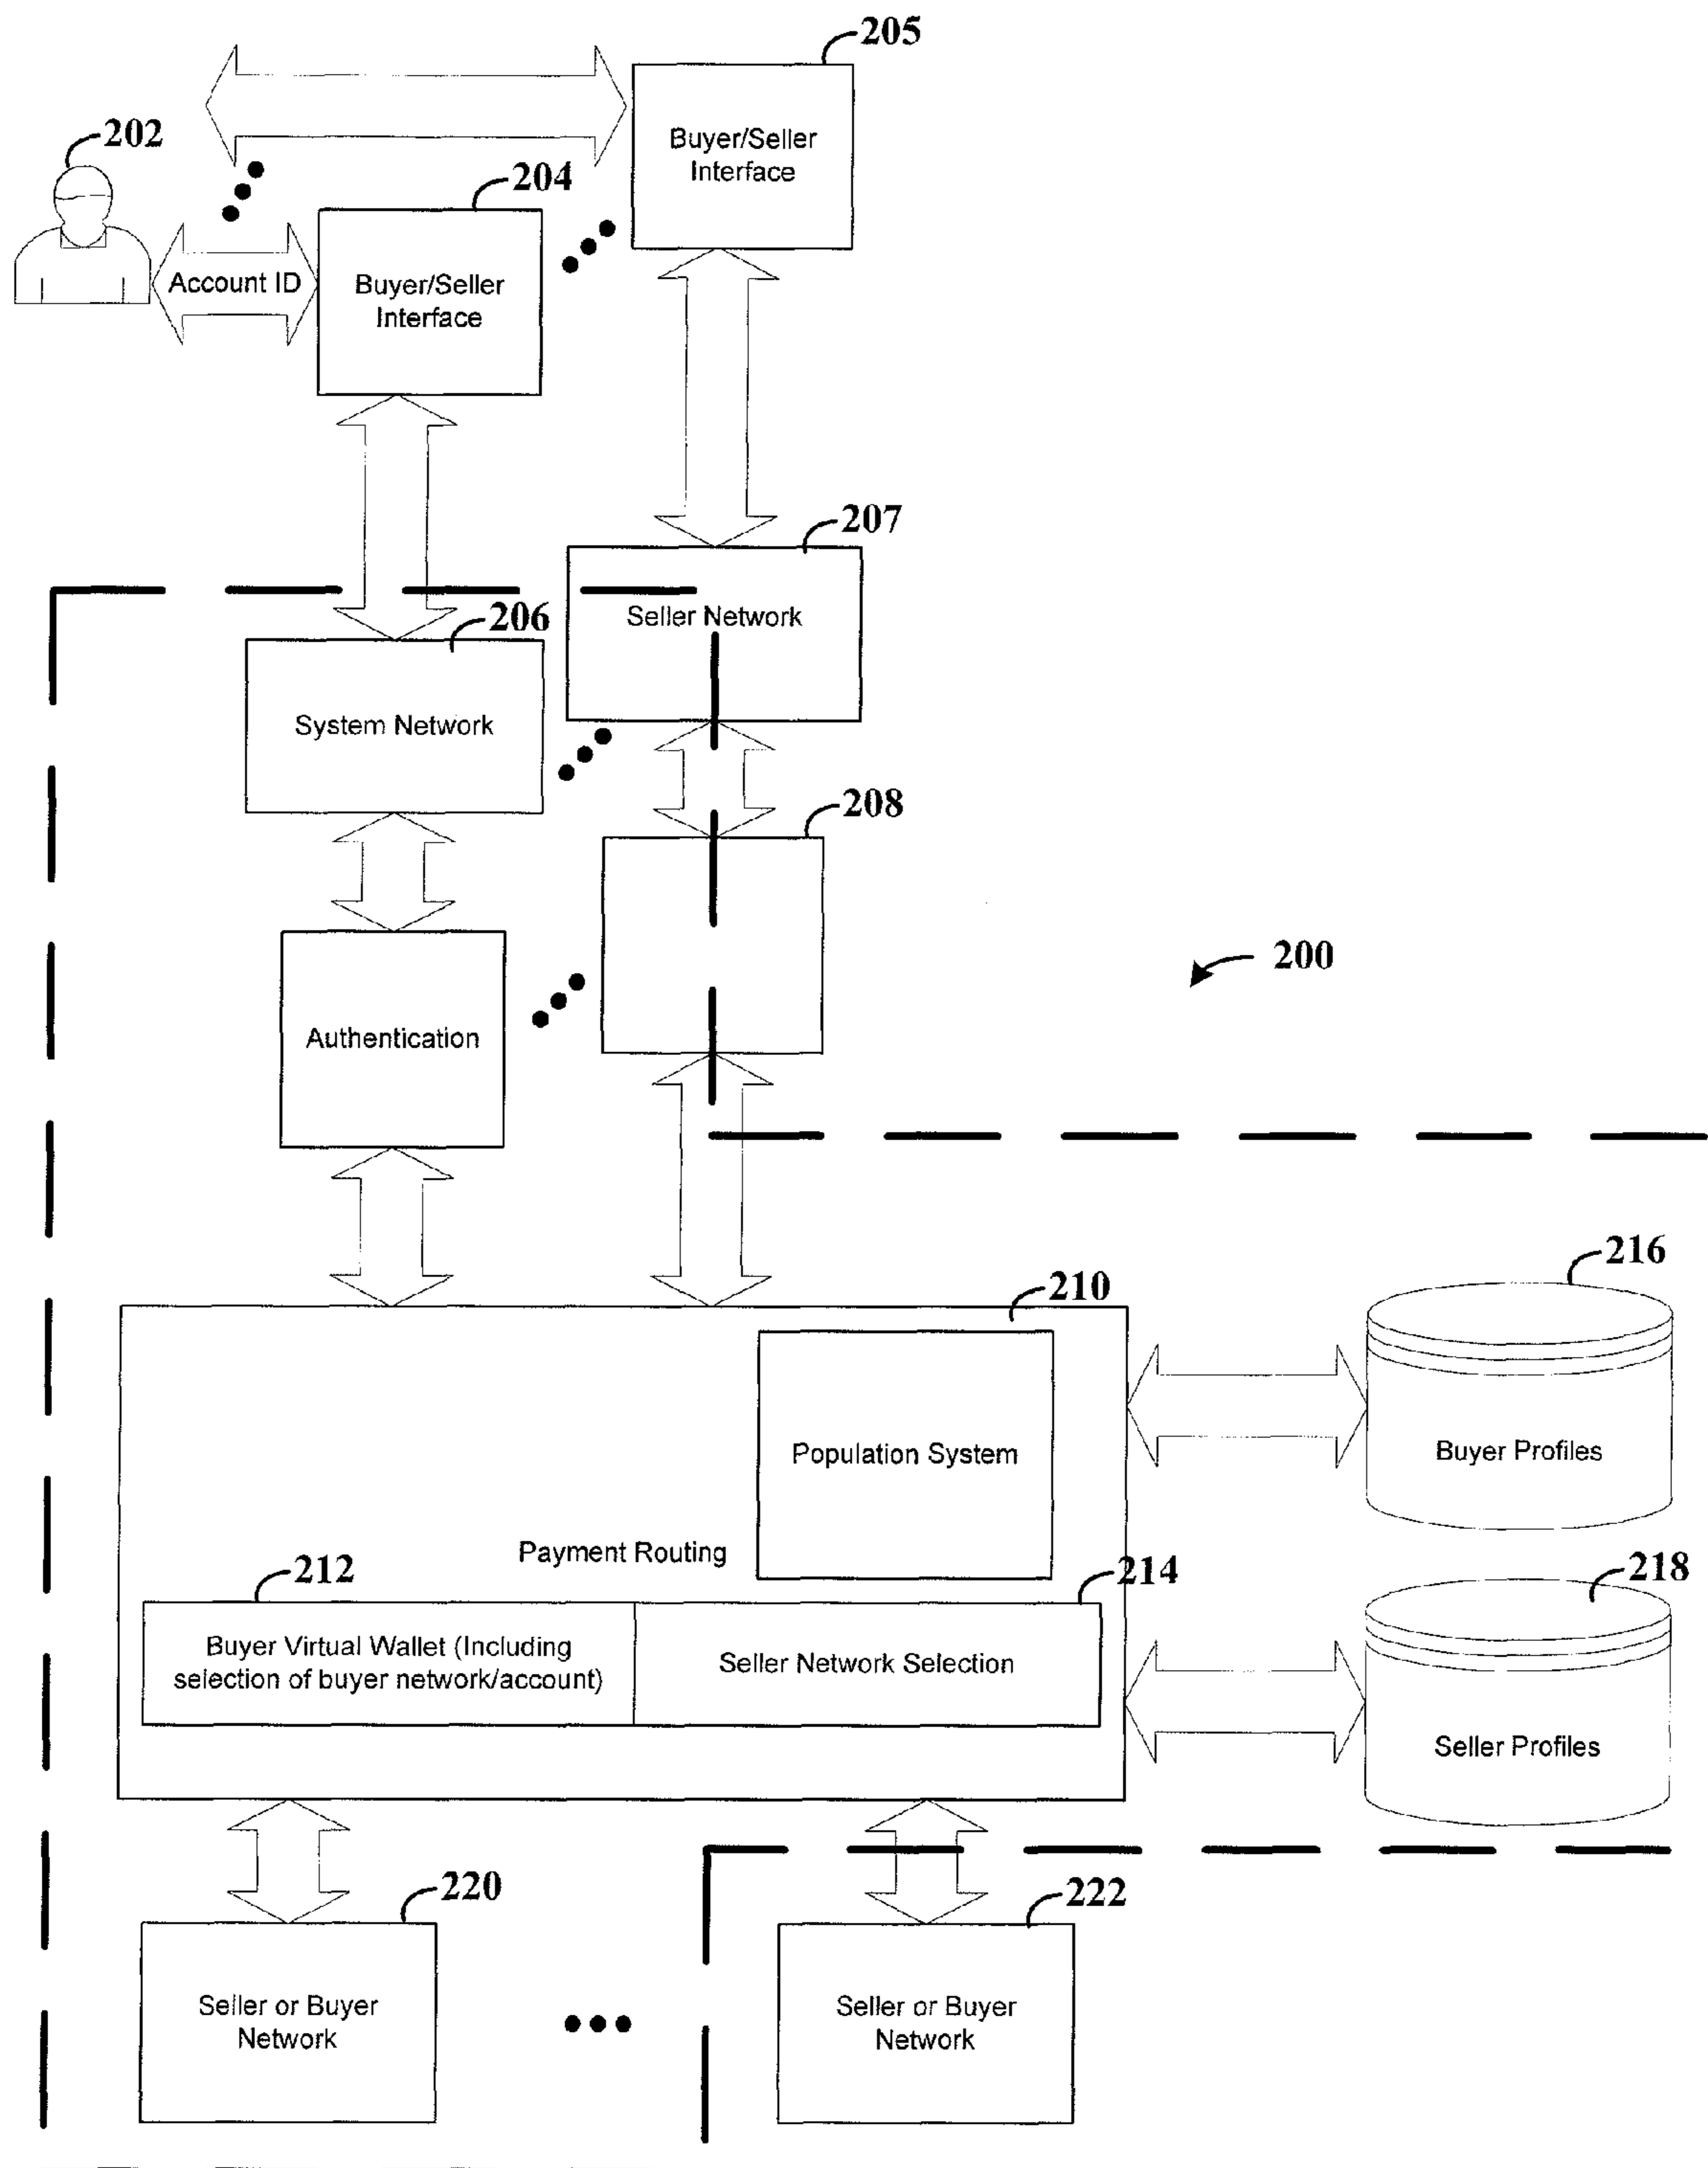 205
Buyer/Seller
Interface
202
204
Account ID
Buyer/Seller
Interface
207
Seller Network
206
System Network
208
200
Authentication
216
210
Buyer Profiles
Population System
Payment Routing
212
214
218
Buyer Virtual Wallet (Including
selection of buyer network/account)
Seller Network Selection
Seller Profiles
220
222
Seller or Buyer
Network
Seller or Buyer
Network